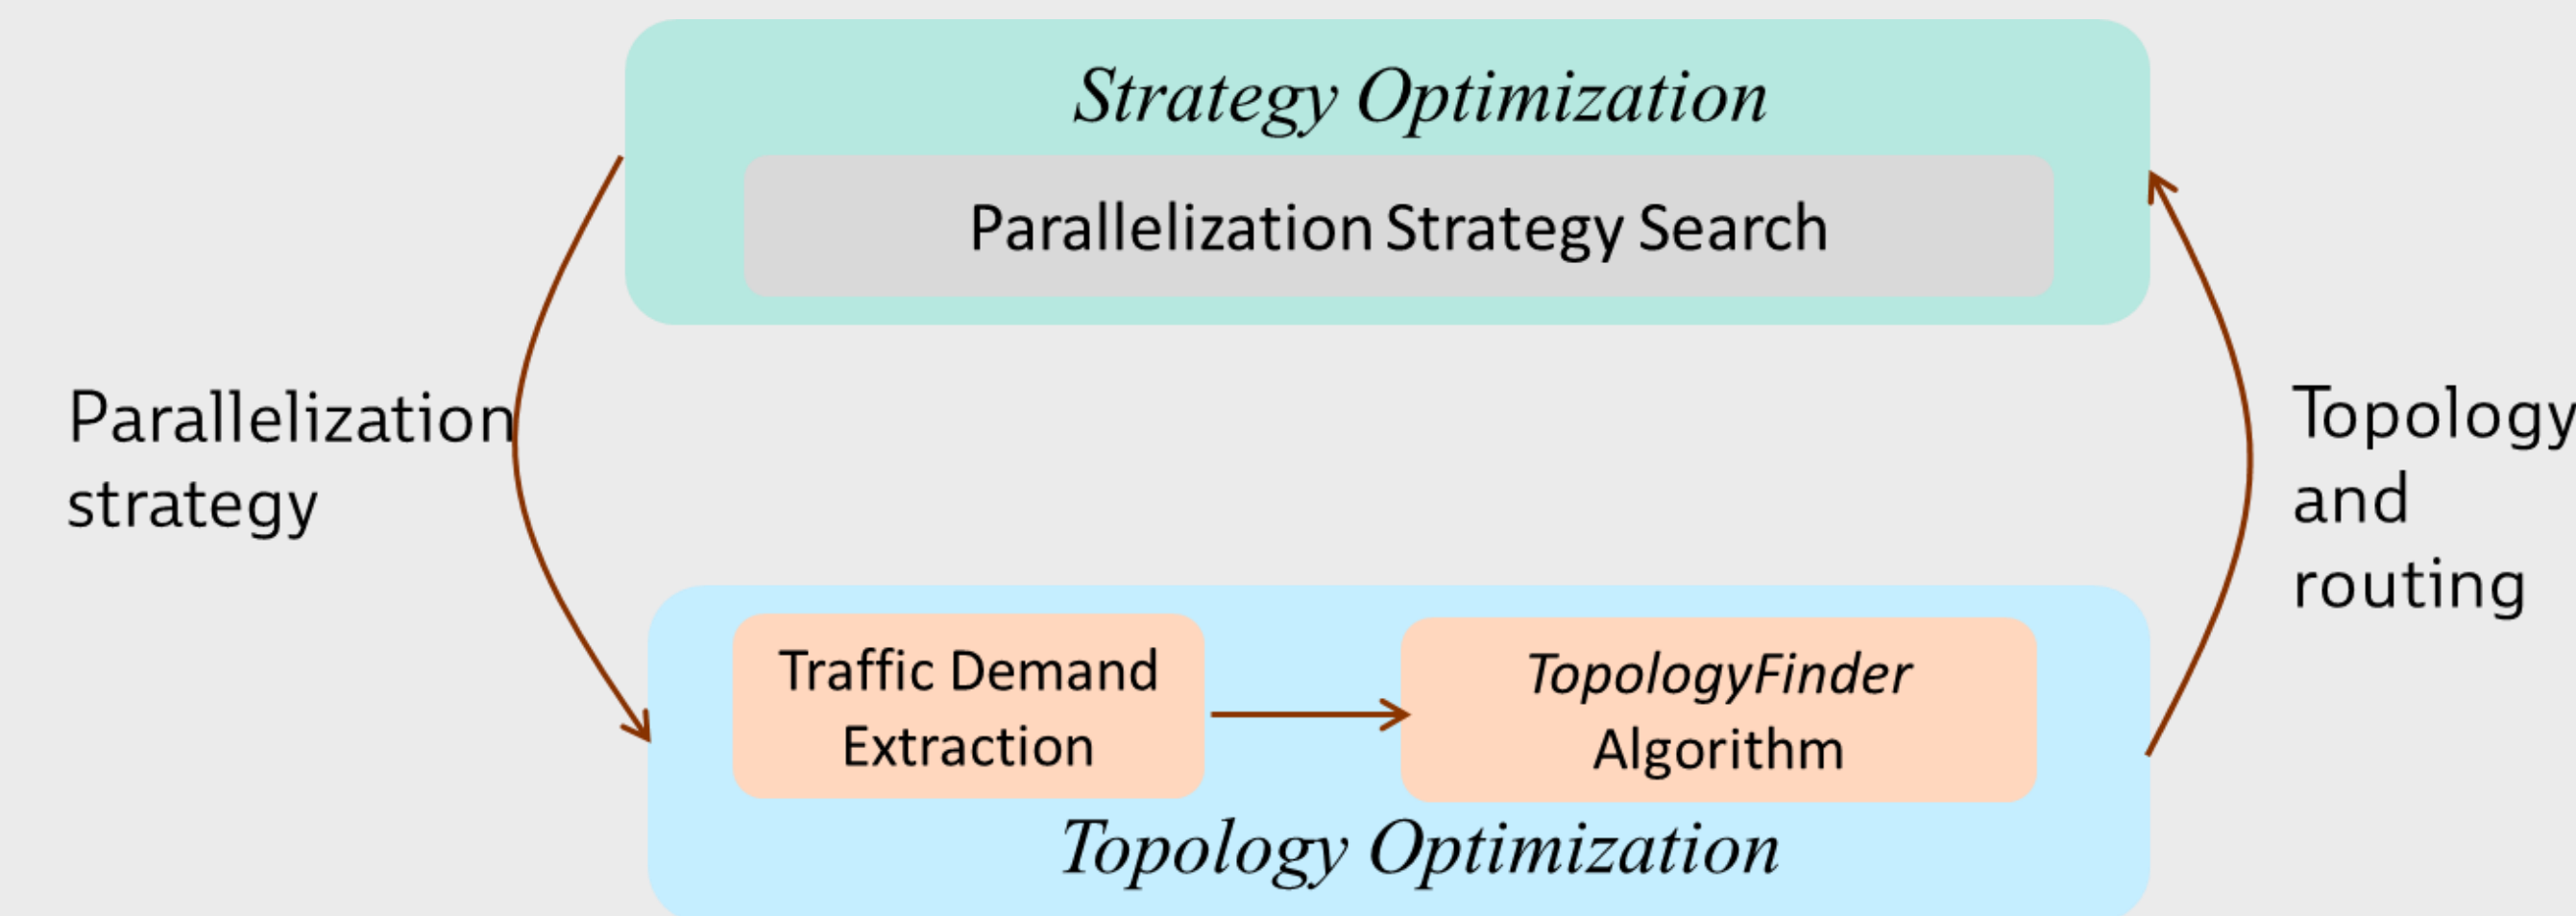 Strategy Optimization
Parallelization Strategy Search
Parallelization
strategy
Topology
and
routing
Traffic Demand
Extraction
TopologyFinder
Algorithm
Topology Optimization